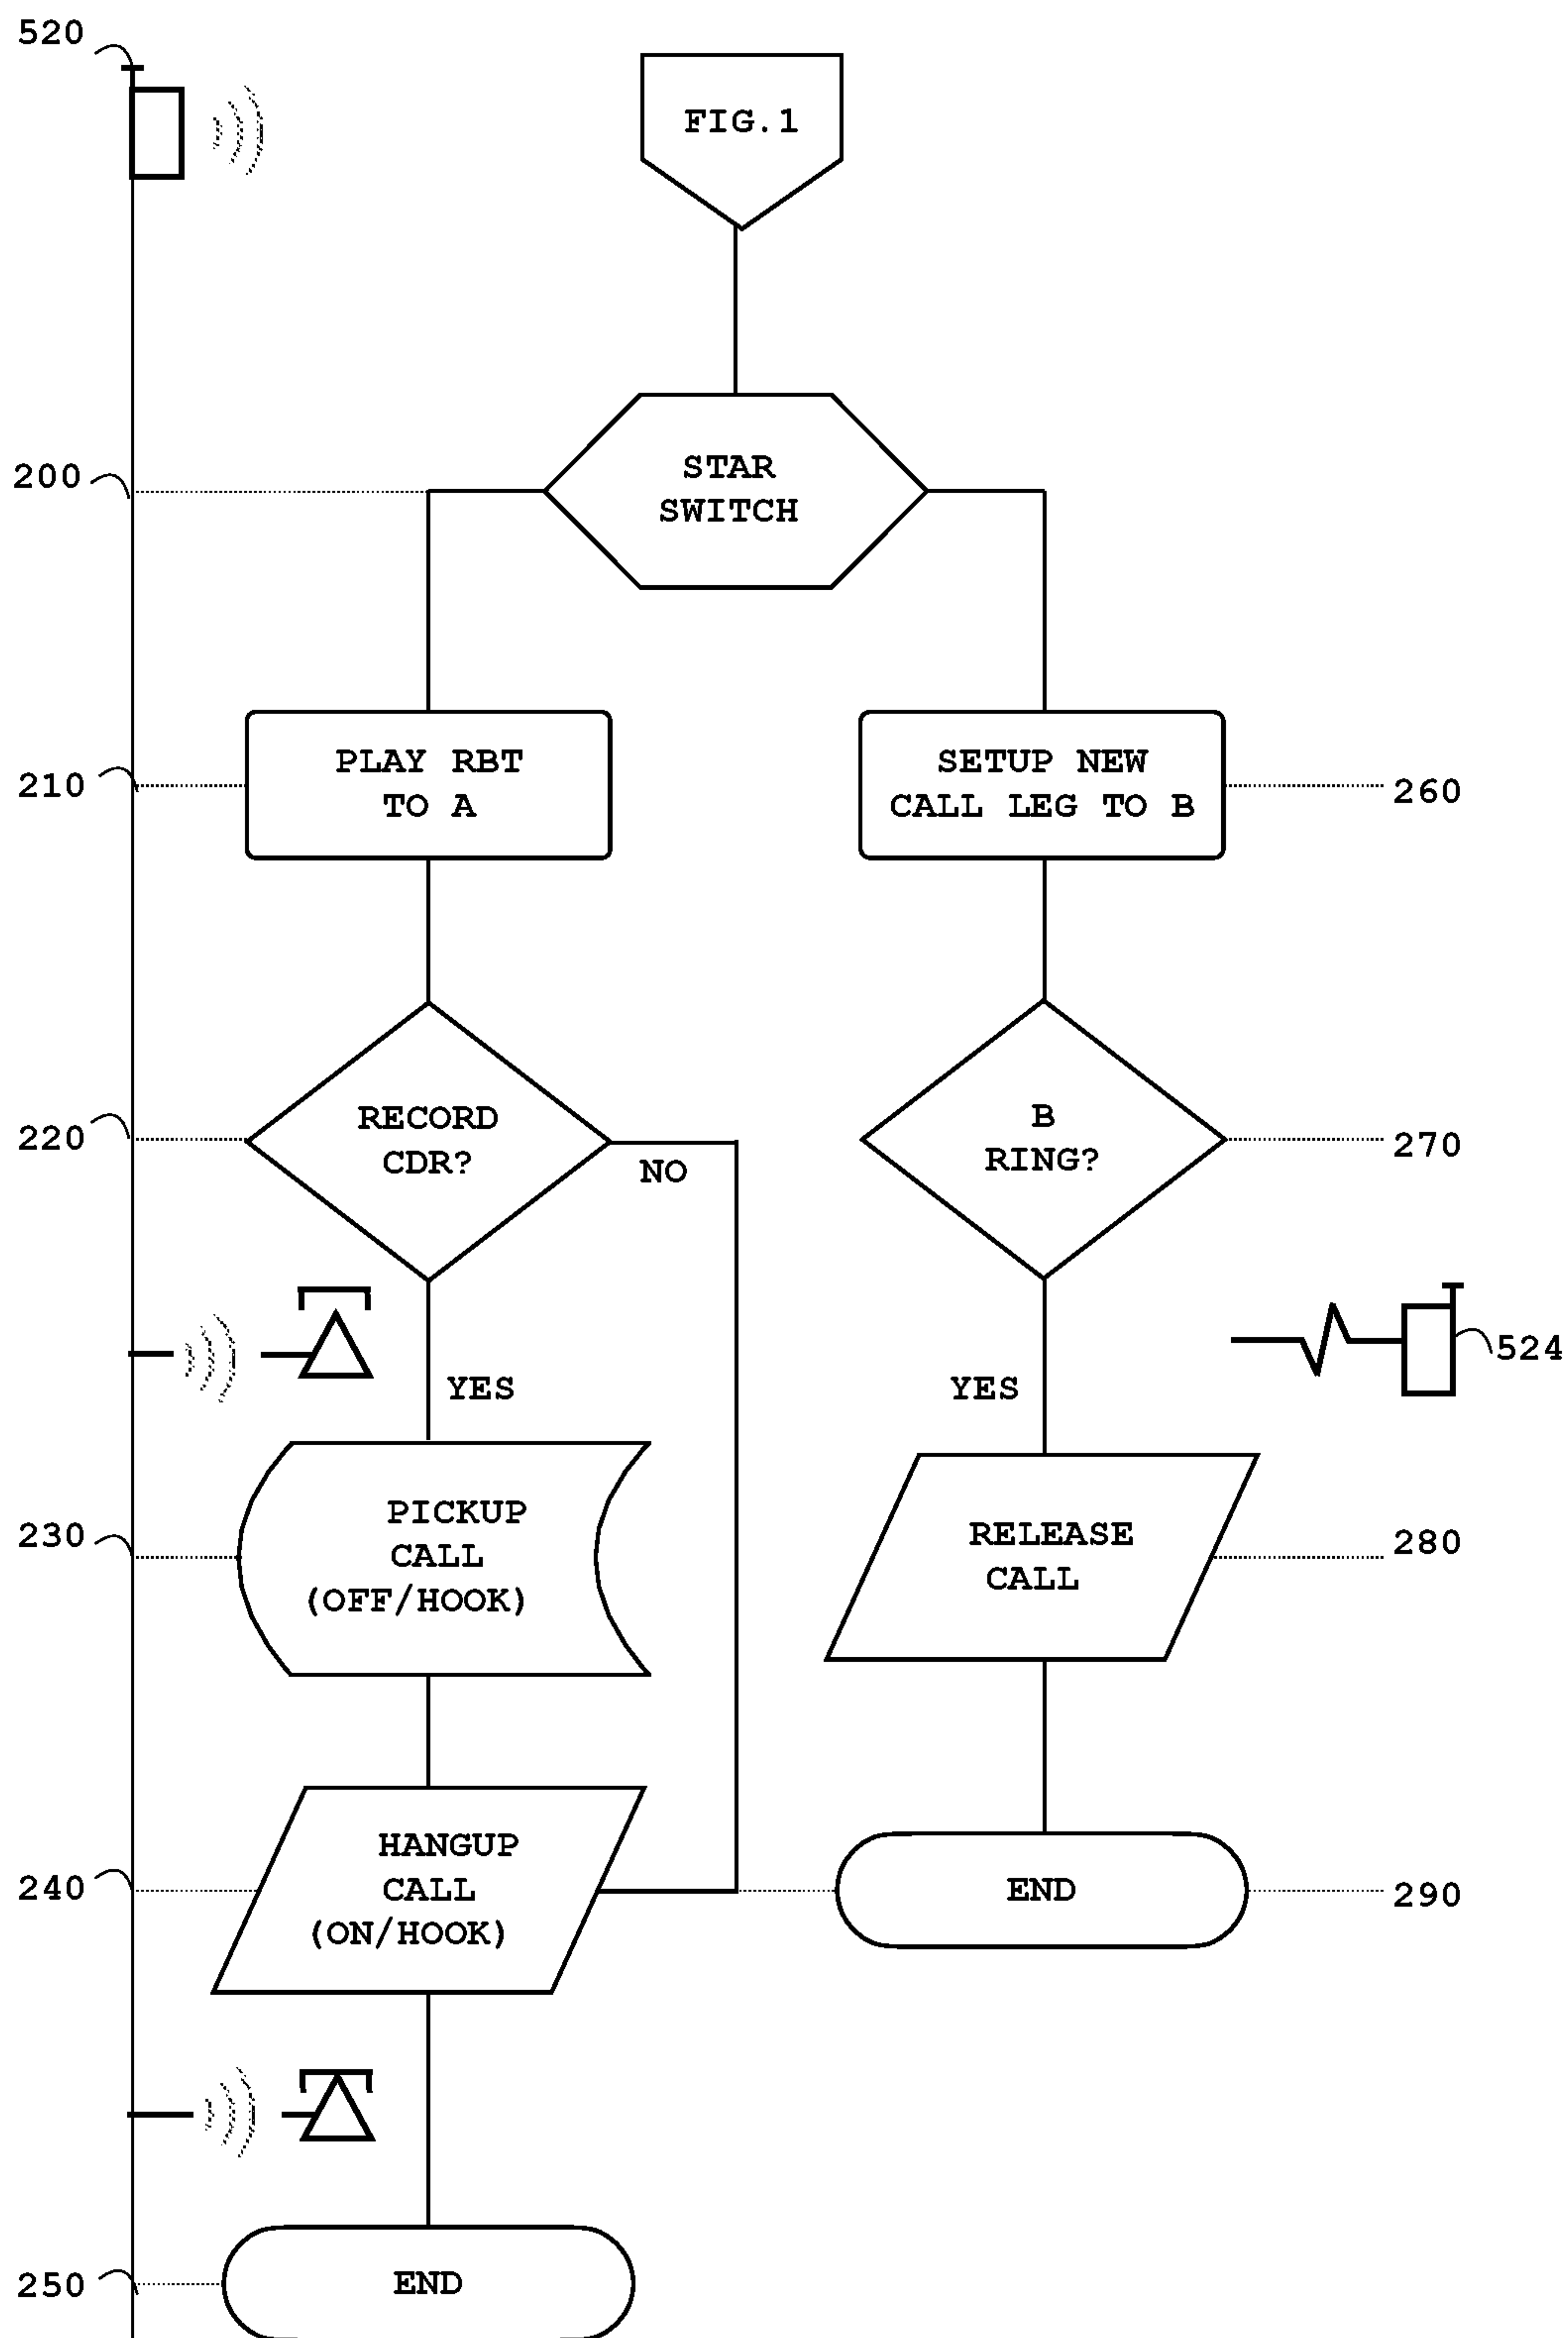 520
FIG.1
200
STAR
SWITCH
210
PLAY RBT
TO A
SETUP NEW
CALL LEG TO B
260
220
RECORD
CDR?
NO
B
RING?
270
YES
YES
524
230
PICKUP
CALL
(OFF/HOOK)
RELEASE
CALL
280
240
HANGUP
CALL
(ON/HOOK)
END
290
250
END